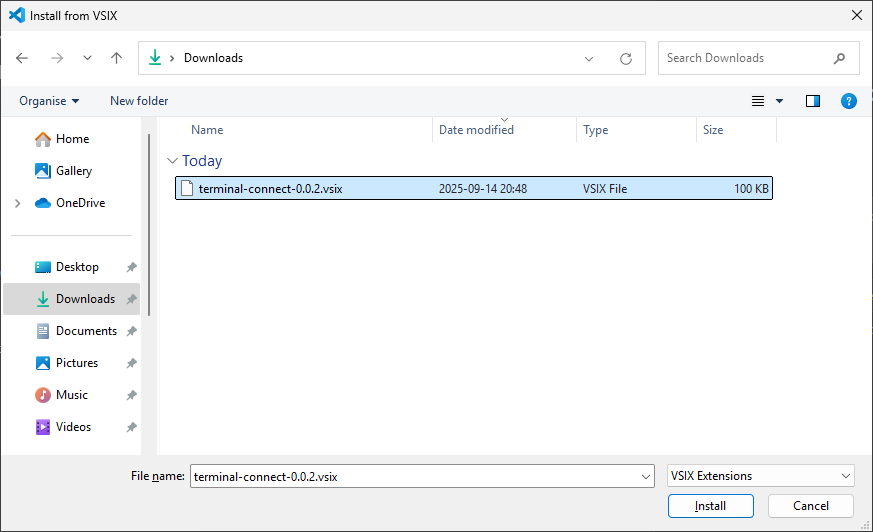 Install from VSIX
Downloads
Search Downloads
Organise
New folder
?
Name
Date modified
Type
Size
Home
Gallery
OneDrive
Desktop
Downloads
Documents
Pictures
Music
Videos
Today
terminal-connect-0.0.2.vsix
2025-09-14 20:48
VSIX File
100 KB
File name:
terminal-connect-0.0.2.vsix
VSIX Extensions
Install
Cancel